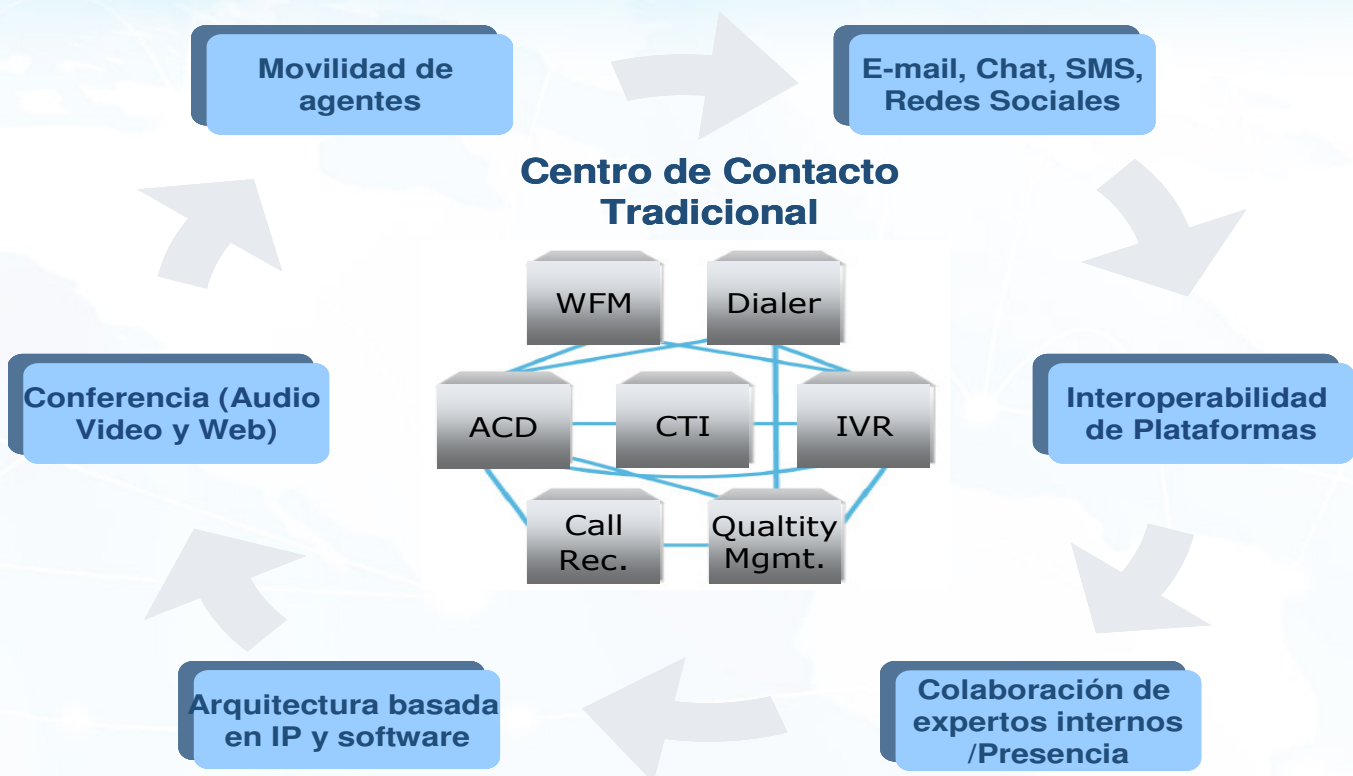 Movilidad de
agentes
E-mail, Chat, SMS,
Redes Sociales
Centro de Contacto
Tradicional
WFM
Dialer
ACD
CTI
IVR
Call
Rec.
Qualtity
Mgmt.
Conferencia (Audio
Video y Web)
Interoperabilidad
de Plataformas
Arquitectura basada
en IP y software
Colaboración de
expertos internos
/Presencia